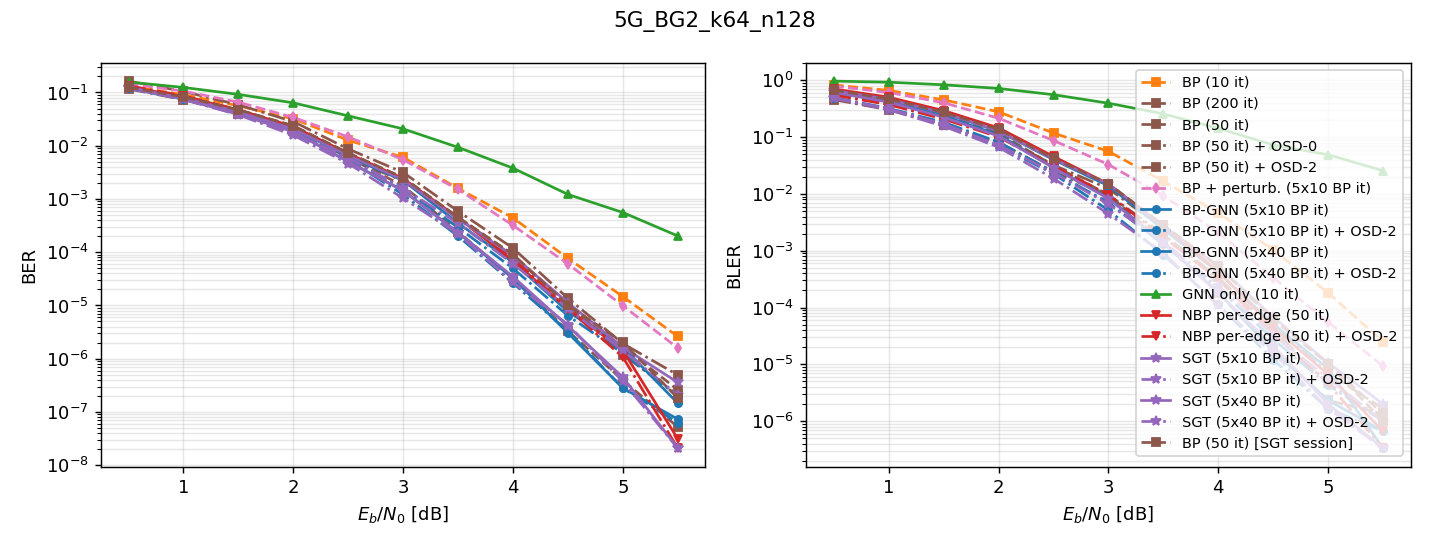 5G_BG2_k64_n128
BER
10⁻¹
10⁻²
10⁻³
10⁻⁴
10⁻⁵
10⁻⁶
10⁻⁷
10⁻⁸
1 2 3 4 5
E_b/N_0 [dB]
BLER
10⁰
10⁻¹
10⁻²
10⁻³
10⁻⁴
10⁻⁵
10⁻⁶
1 2 3 4 5
E_b/N_0 [dB]
BP (10 it)
BP (200 it)
BP (50 it)
BP (50 it) + OSD-0
BP (50 it) + OSD-2
BP + perturb. (5x10 BP it)
BP-GNN (5x10 BP it)
BP-GNN (5x10 BP it) + OSD-2
BP-GNN (5x40 BP it)
BP-GNN (5x40 BP it) + OSD-2
GNN only (10 it)
NBP per-edge (50 it)
NBP per-edge (50 it) + OSD-2
SGT (5x10 BP it)
SGT (5x10 BP it) + OSD-2
SGT (5x40 BP it)
SGT (5x40 BP it) + OSD-2
BP (50 it) [SGT session]